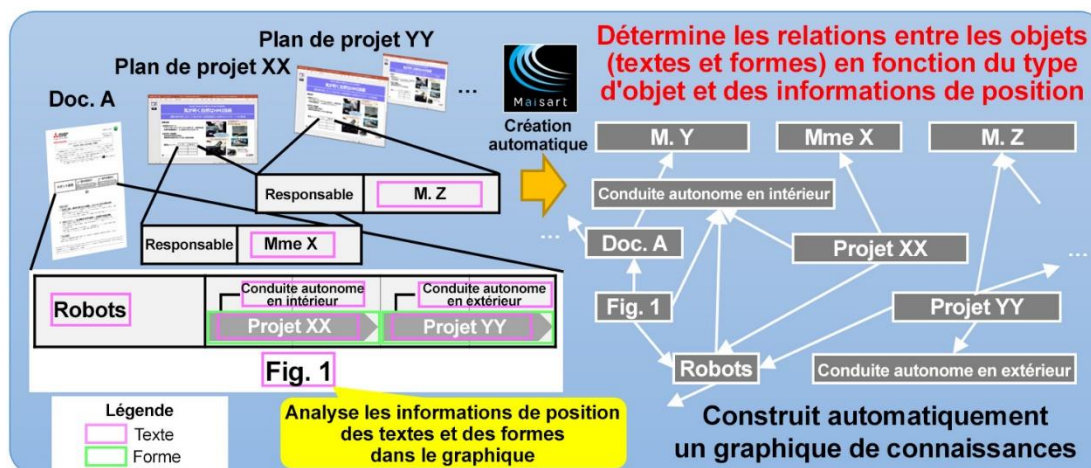 Plan de projet YY
Plan de projet XX
Doc. A
...
Maisart
Création
automatique
Responsable
M. Z
Responsable
Mme X
Robots
Conduite autonome
en intérieur
Conduite autonome
en extérieur
Projet XX
Projet YY
Fig. 1
Légende
Texte
Forme
Analyse les informations de position
des textes et des formes
dans le graphique
Détermine les relations entre les objets
(textes et formes) en fonction du type
d'objet et des informations de position
M. Y
Mme X
M. Z
Conduite autonome en intérieur
...
Doc. A
Projet XX
...
Fig. 1
Projet YY
Robots
Conduite autonome en extérieur
Construit automatiquement
un graphique de connaissances